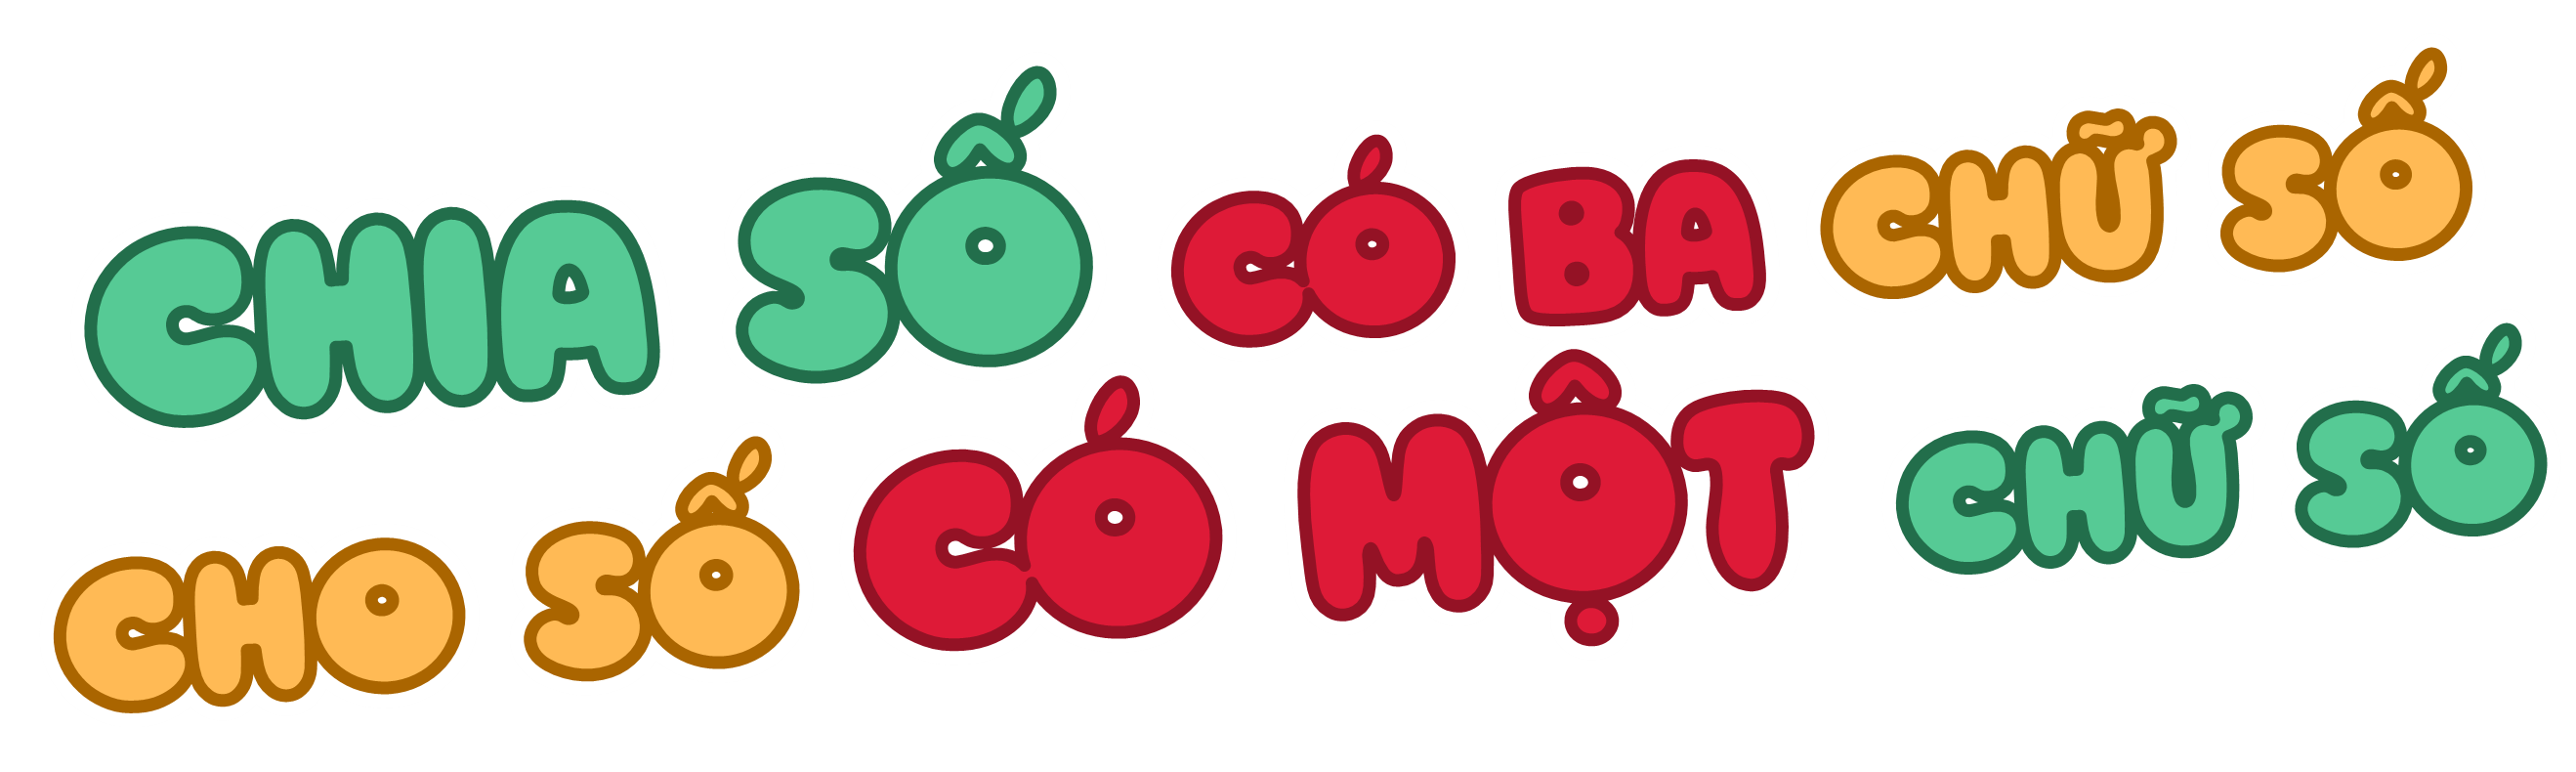 CHIA SỐ CÓ BA CHỮ SỐ
CHO SỐ CÓ MỘT CHỮ SỐ